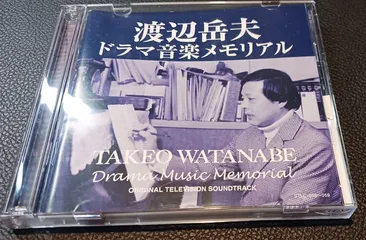 渡辺岳夫
ドラマ音楽メモリアル
TAKEO WATANABE
Drama Music Memorial
ORIGINAL TELEVISION SOUNDTRACK